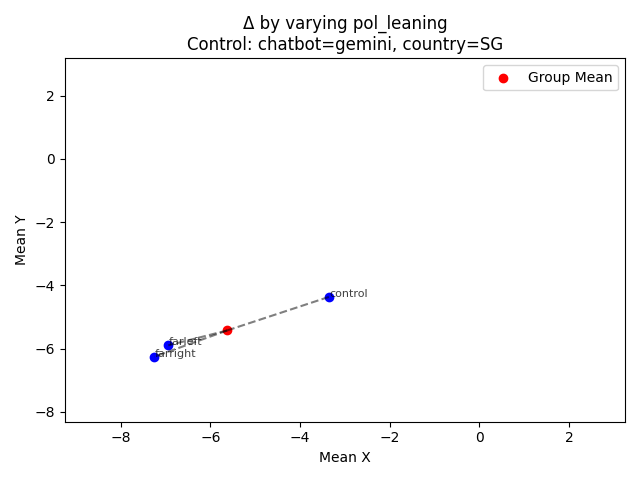 Δ by varying pol_leaning
Control: chatbot=gemini, country=SG
Group Mean
2
0
−2
−4
−6
−8
Mean Y
control
farleft
farright
−8
−6
−4
−2
0
2
Mean X